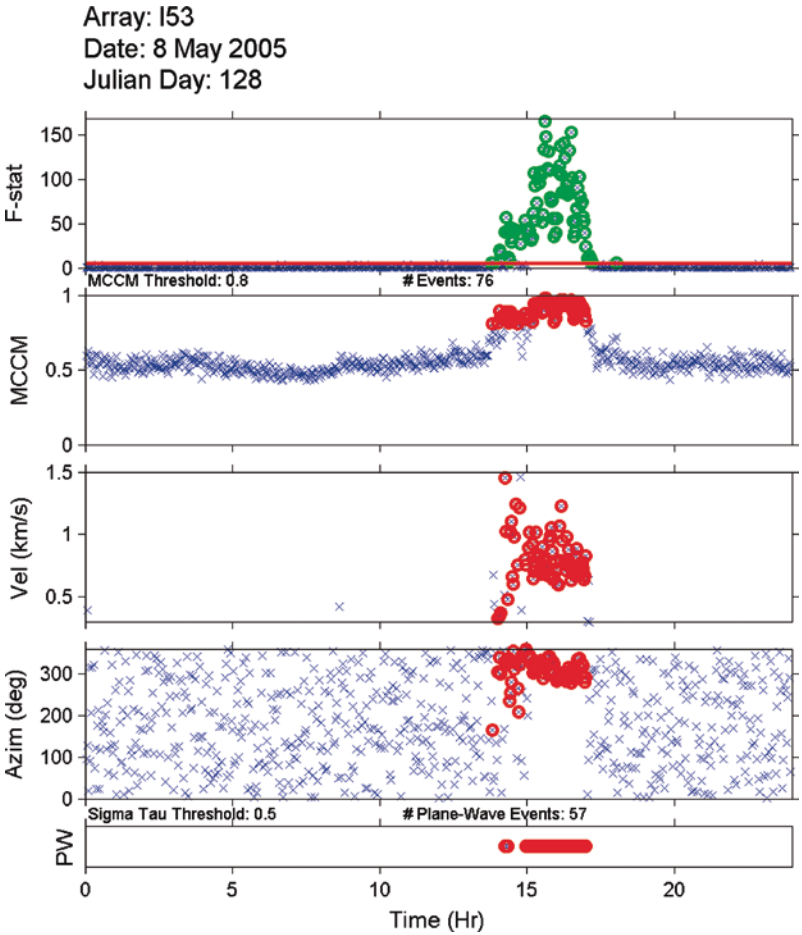 Array: I53
Date: 8 May 2005
Julian Day: 128
F-stat
150
100
50
0
MCCM Threshold: 0.8 # Events: 76
MCCM
1
0.5
0
Vel (km/s)
1.5
1
0.5
Azim (deg)
300
200
100
0
Sigma Tau Threshold: 0.5 # Plane-Wave Events: 57
PW
0 5 10 15 20
Time (Hr)